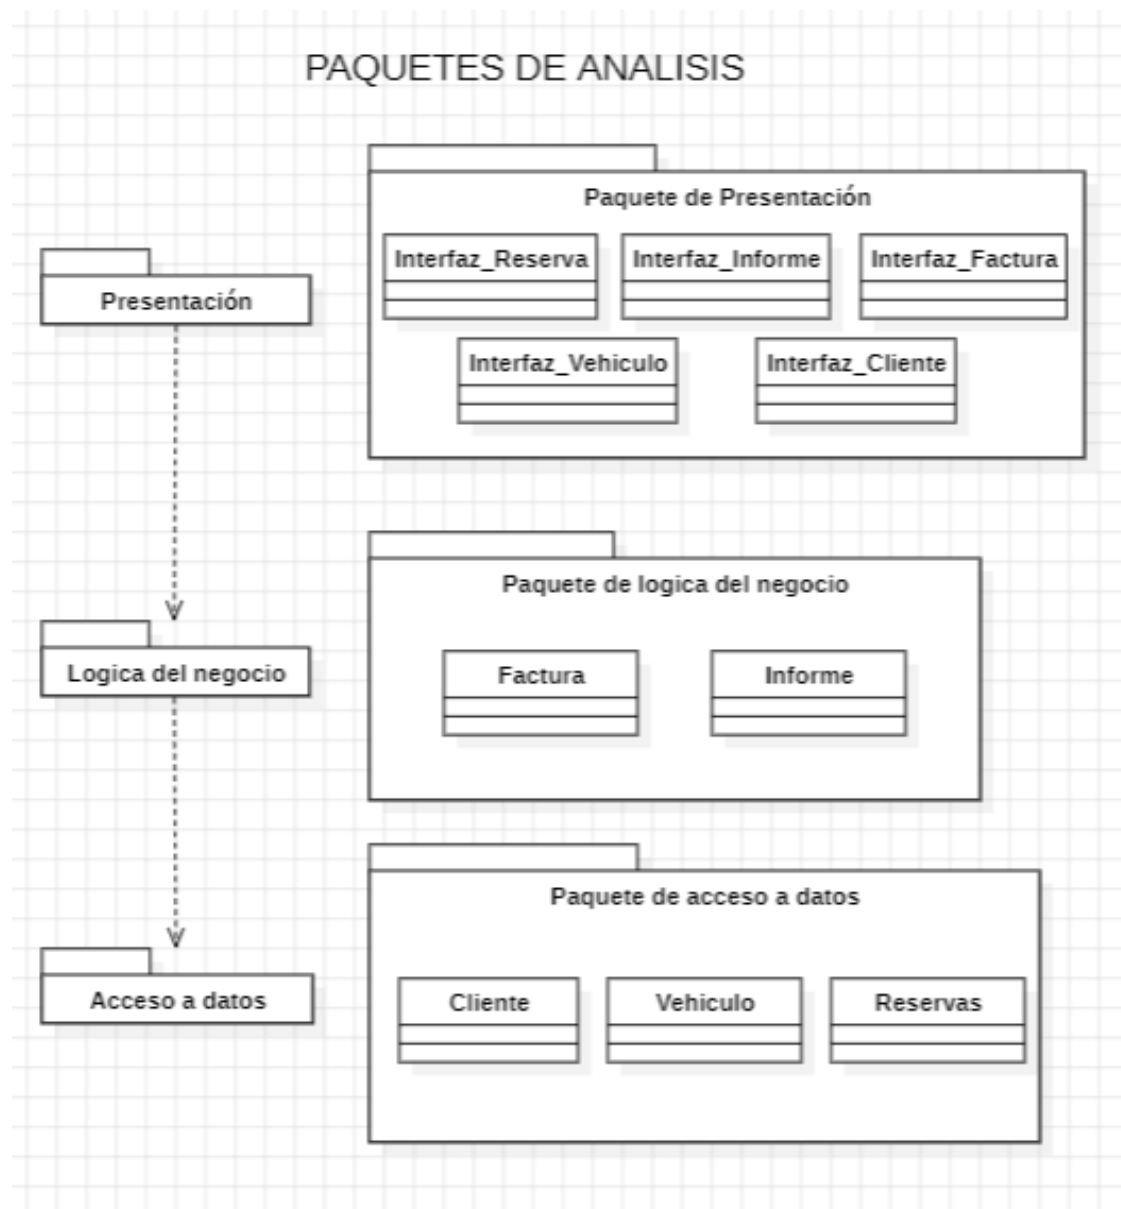 PAQUETES DE ANALISIS
Paquete de Presentación
Interfaz_Reserva
Interfaz_Informe
Interfaz_Factura
Interfaz_Vehiculo
Interfaz_Cliente
Presentación
Paquete de logica del negocio
Factura
Informe
Logica del negocio
Paquete de acceso a datos
Cliente
Vehiculo
Reservas
Acceso a datos